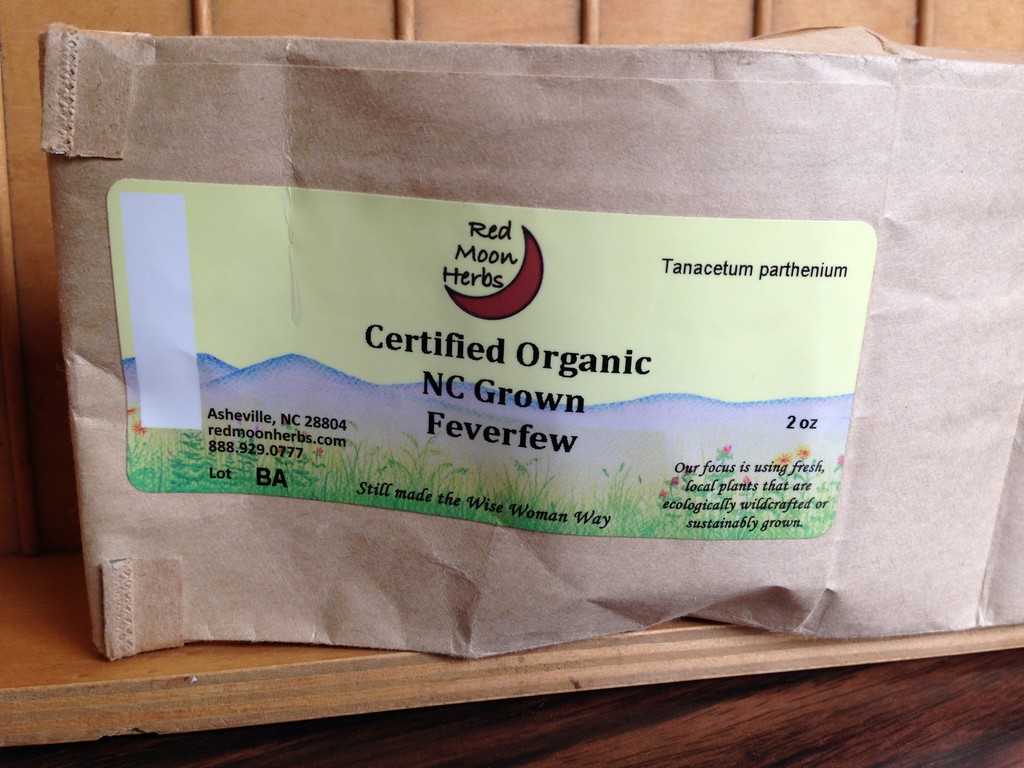 Red
Moon
Herbs
Tanacetum parthenium
Certified Organic
NC Grown
Feverfew
2 oz
Asheville, NC 28804
redmoonherbs.com
888.929.0777
Lot BA
Still made the Wise Woman Way
Our focus is using fresh,
local plants that are
ecologically wildcrafted or
sustainably grown.